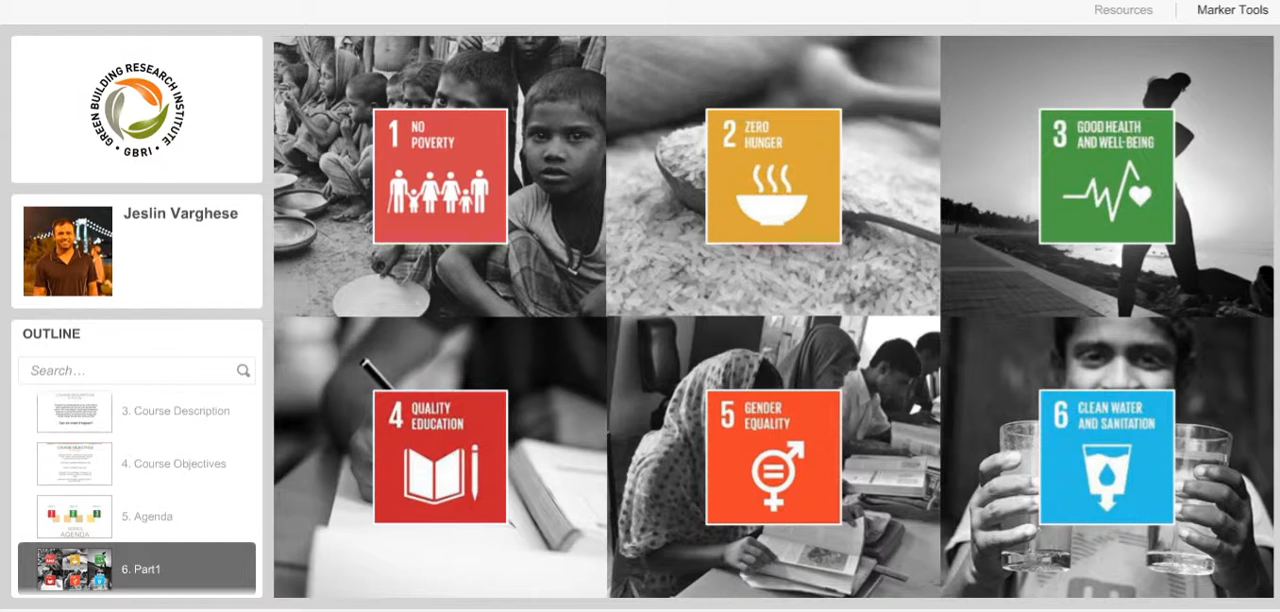 Resources
Marker Tools
GREEN BUILDING RESEARCH INSTITUTE
• GBRI •
Jeslin Varghese
OUTLINE
Search...
3. Course Description
4. Course Objectives
5. Agenda
AGENDA
6. Part1
1 NO
POVERTY
2 ZERO
HUNGER
3 GOOD HEALTH
AND WELL-BEING
4 QUALITY
EDUCATION
5 GENDER
EQUALITY
6 CLEAN WATER
AND SANITATION